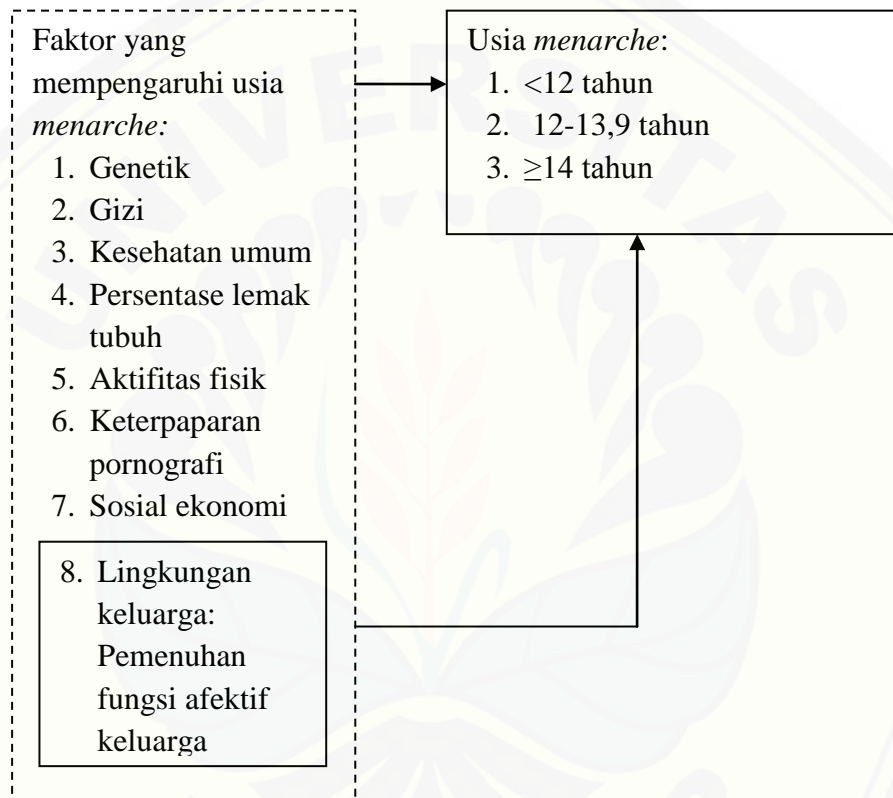 Faktor yang
mempengaruhi usia
menarche:
1. Genetik
2. Gizi
3. Kesehatan umum
4. Persentase lemak
tubuh
5. Aktifitas fisik
6. Keterpaparan
pornografi
7. Sosial ekonomi
8. Lingkungan
keluarga:
Pemenuhan
fungsi afektif
keluarga
Usia menarche:
1. <12 tahun
2. 12-13,9 tahun
3. ≥14 tahun
UNIVERSITAS